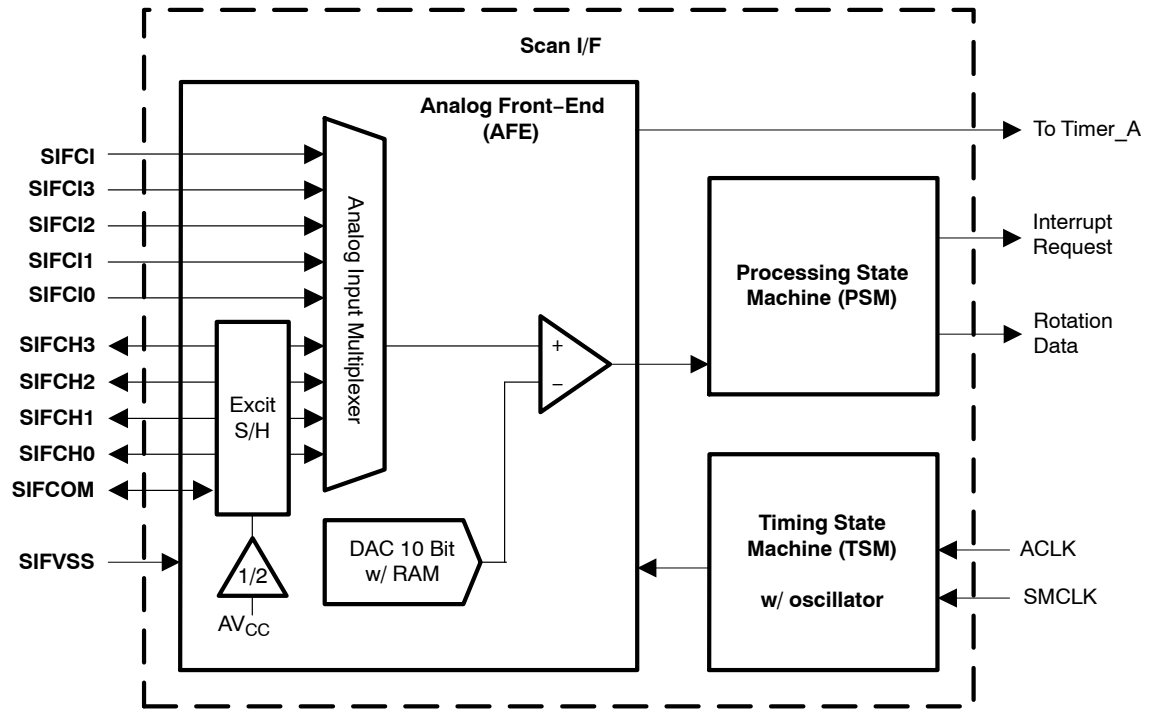 Scan I/F
Analog Front−End
(AFE)
To Timer_A
SIFCI
SIFCI3
SIFCI2
SIFCI1
SIFCI0
SIFCH3
SIFCH2
SIFCH1
SIFCH0
SIFCOM
SIFVSS
Analog Input Multiplexer
Excit
S/H
+
−
Processing State
Machine (PSM)
Interrupt
Request
Rotation
Data
DAC 10 Bit
w/ RAM
1/2
AVCC
Timing State
Machine (TSM)
w/ oscillator
ACLK
SMCLK